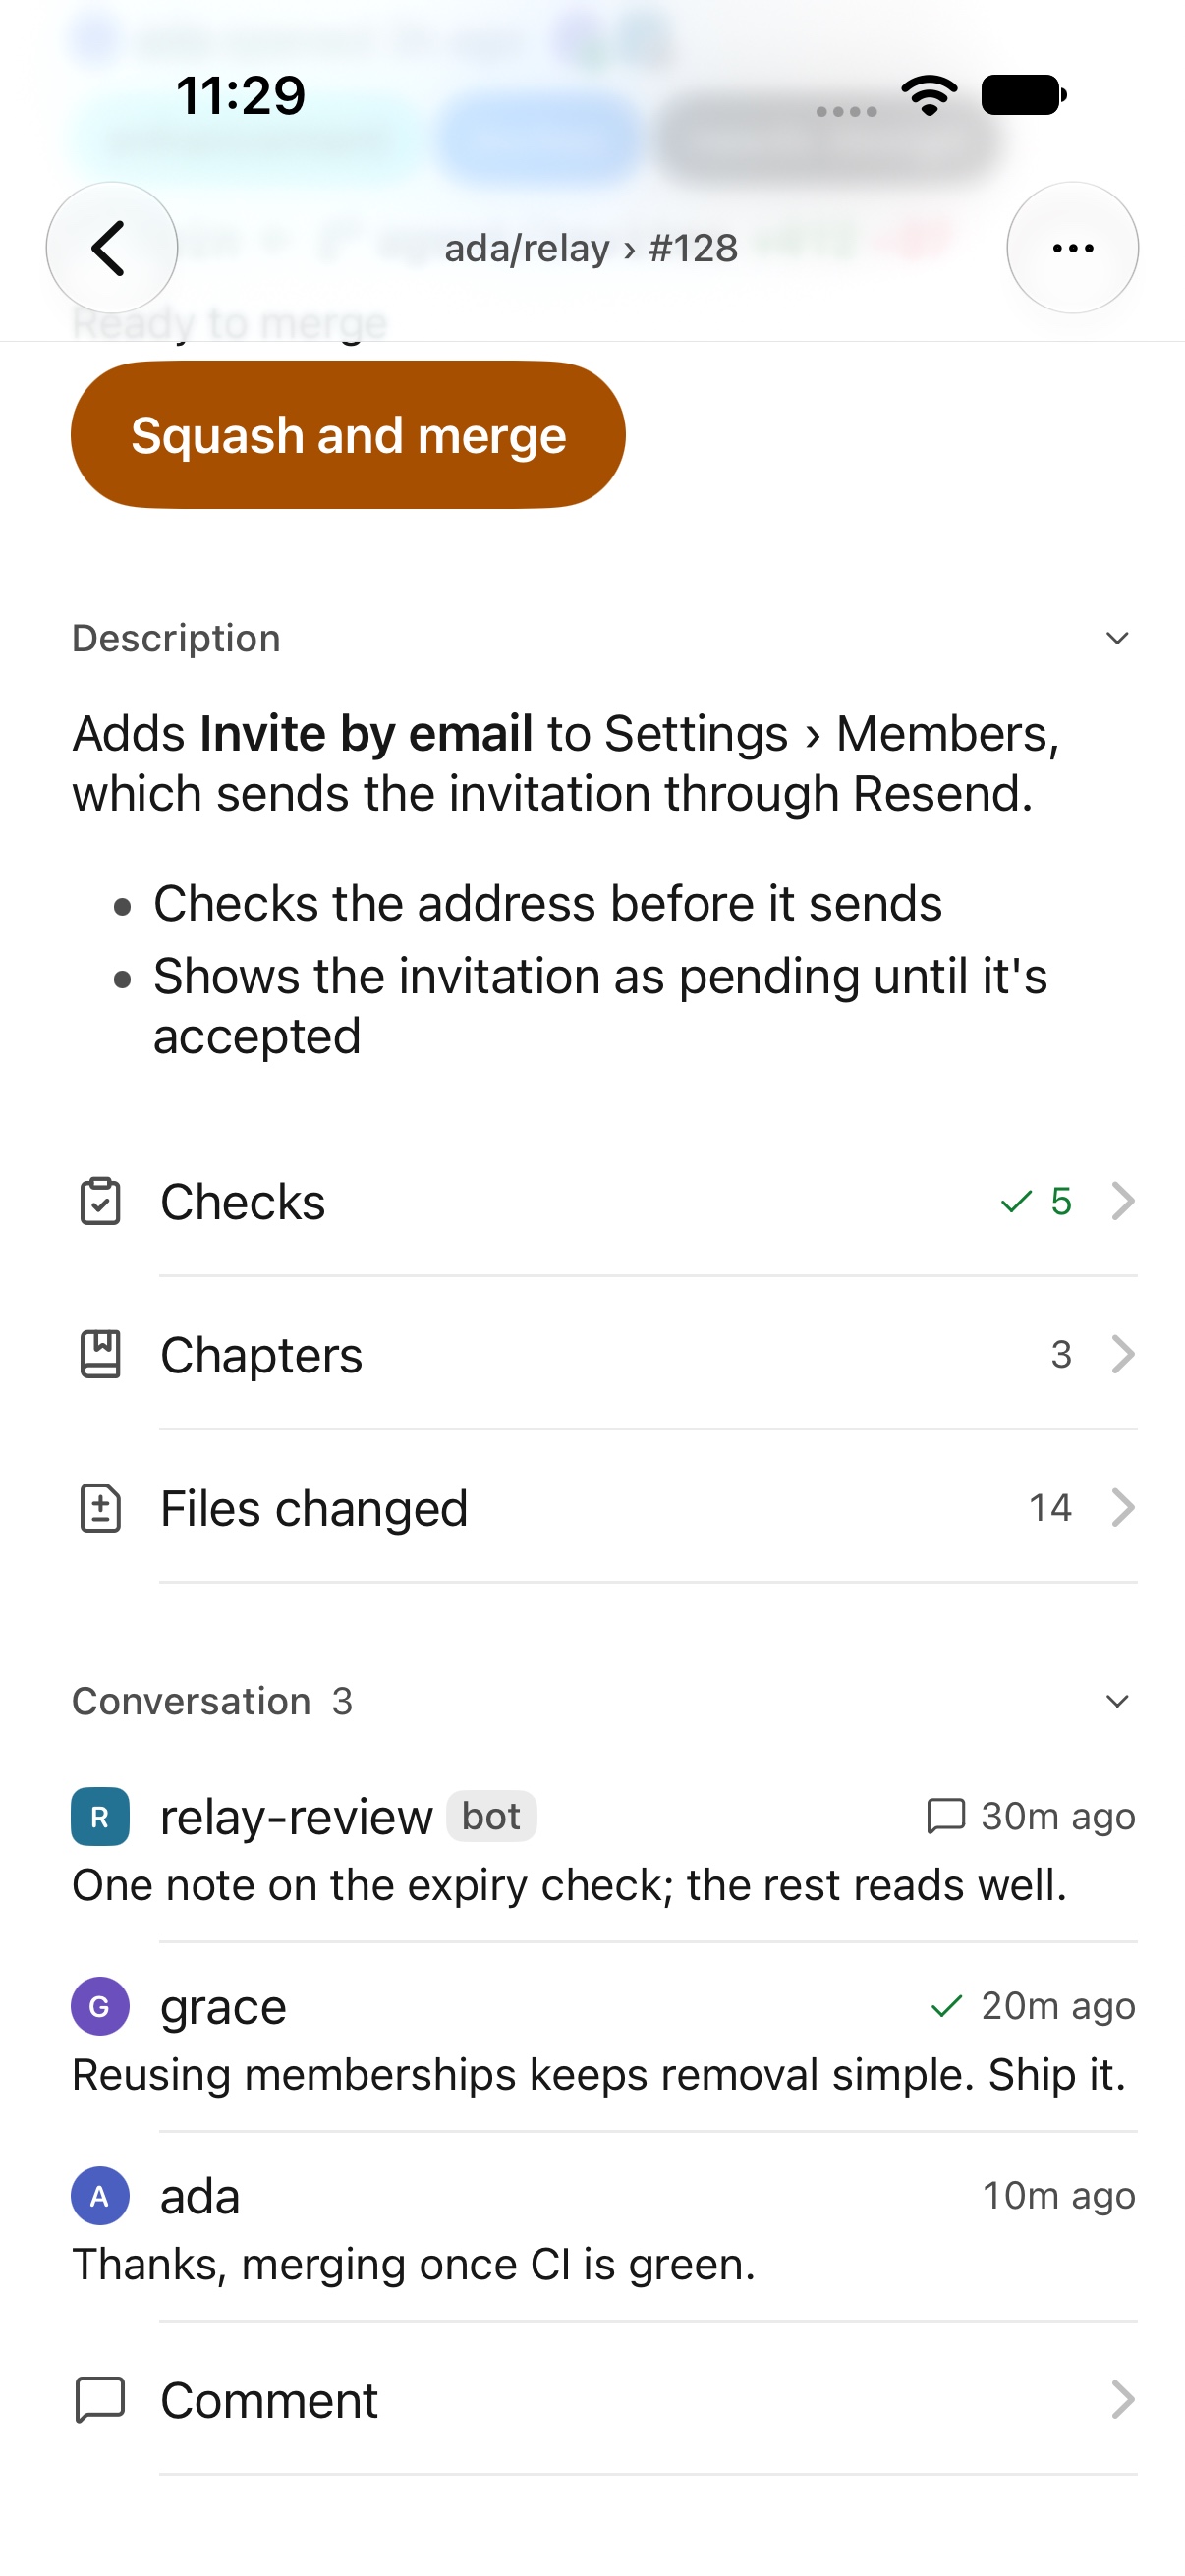 11:29
ada/relay › #128
Ready to merge
Squash and merge
Description
Adds Invite by email to Settings › Members,
which sends the invitation through Resend.
Checks the address before it sends
Shows the invitation as pending until it's
accepted
Checks 5
Chapters 3
Files changed 14
Conversation 3
R relay-review bot 30m ago
One note on the expiry check; the rest reads well.
G grace 20m ago
Reusing memberships keeps removal simple. Ship it.
A ada 10m ago
Thanks, merging once CI is green.
Comment